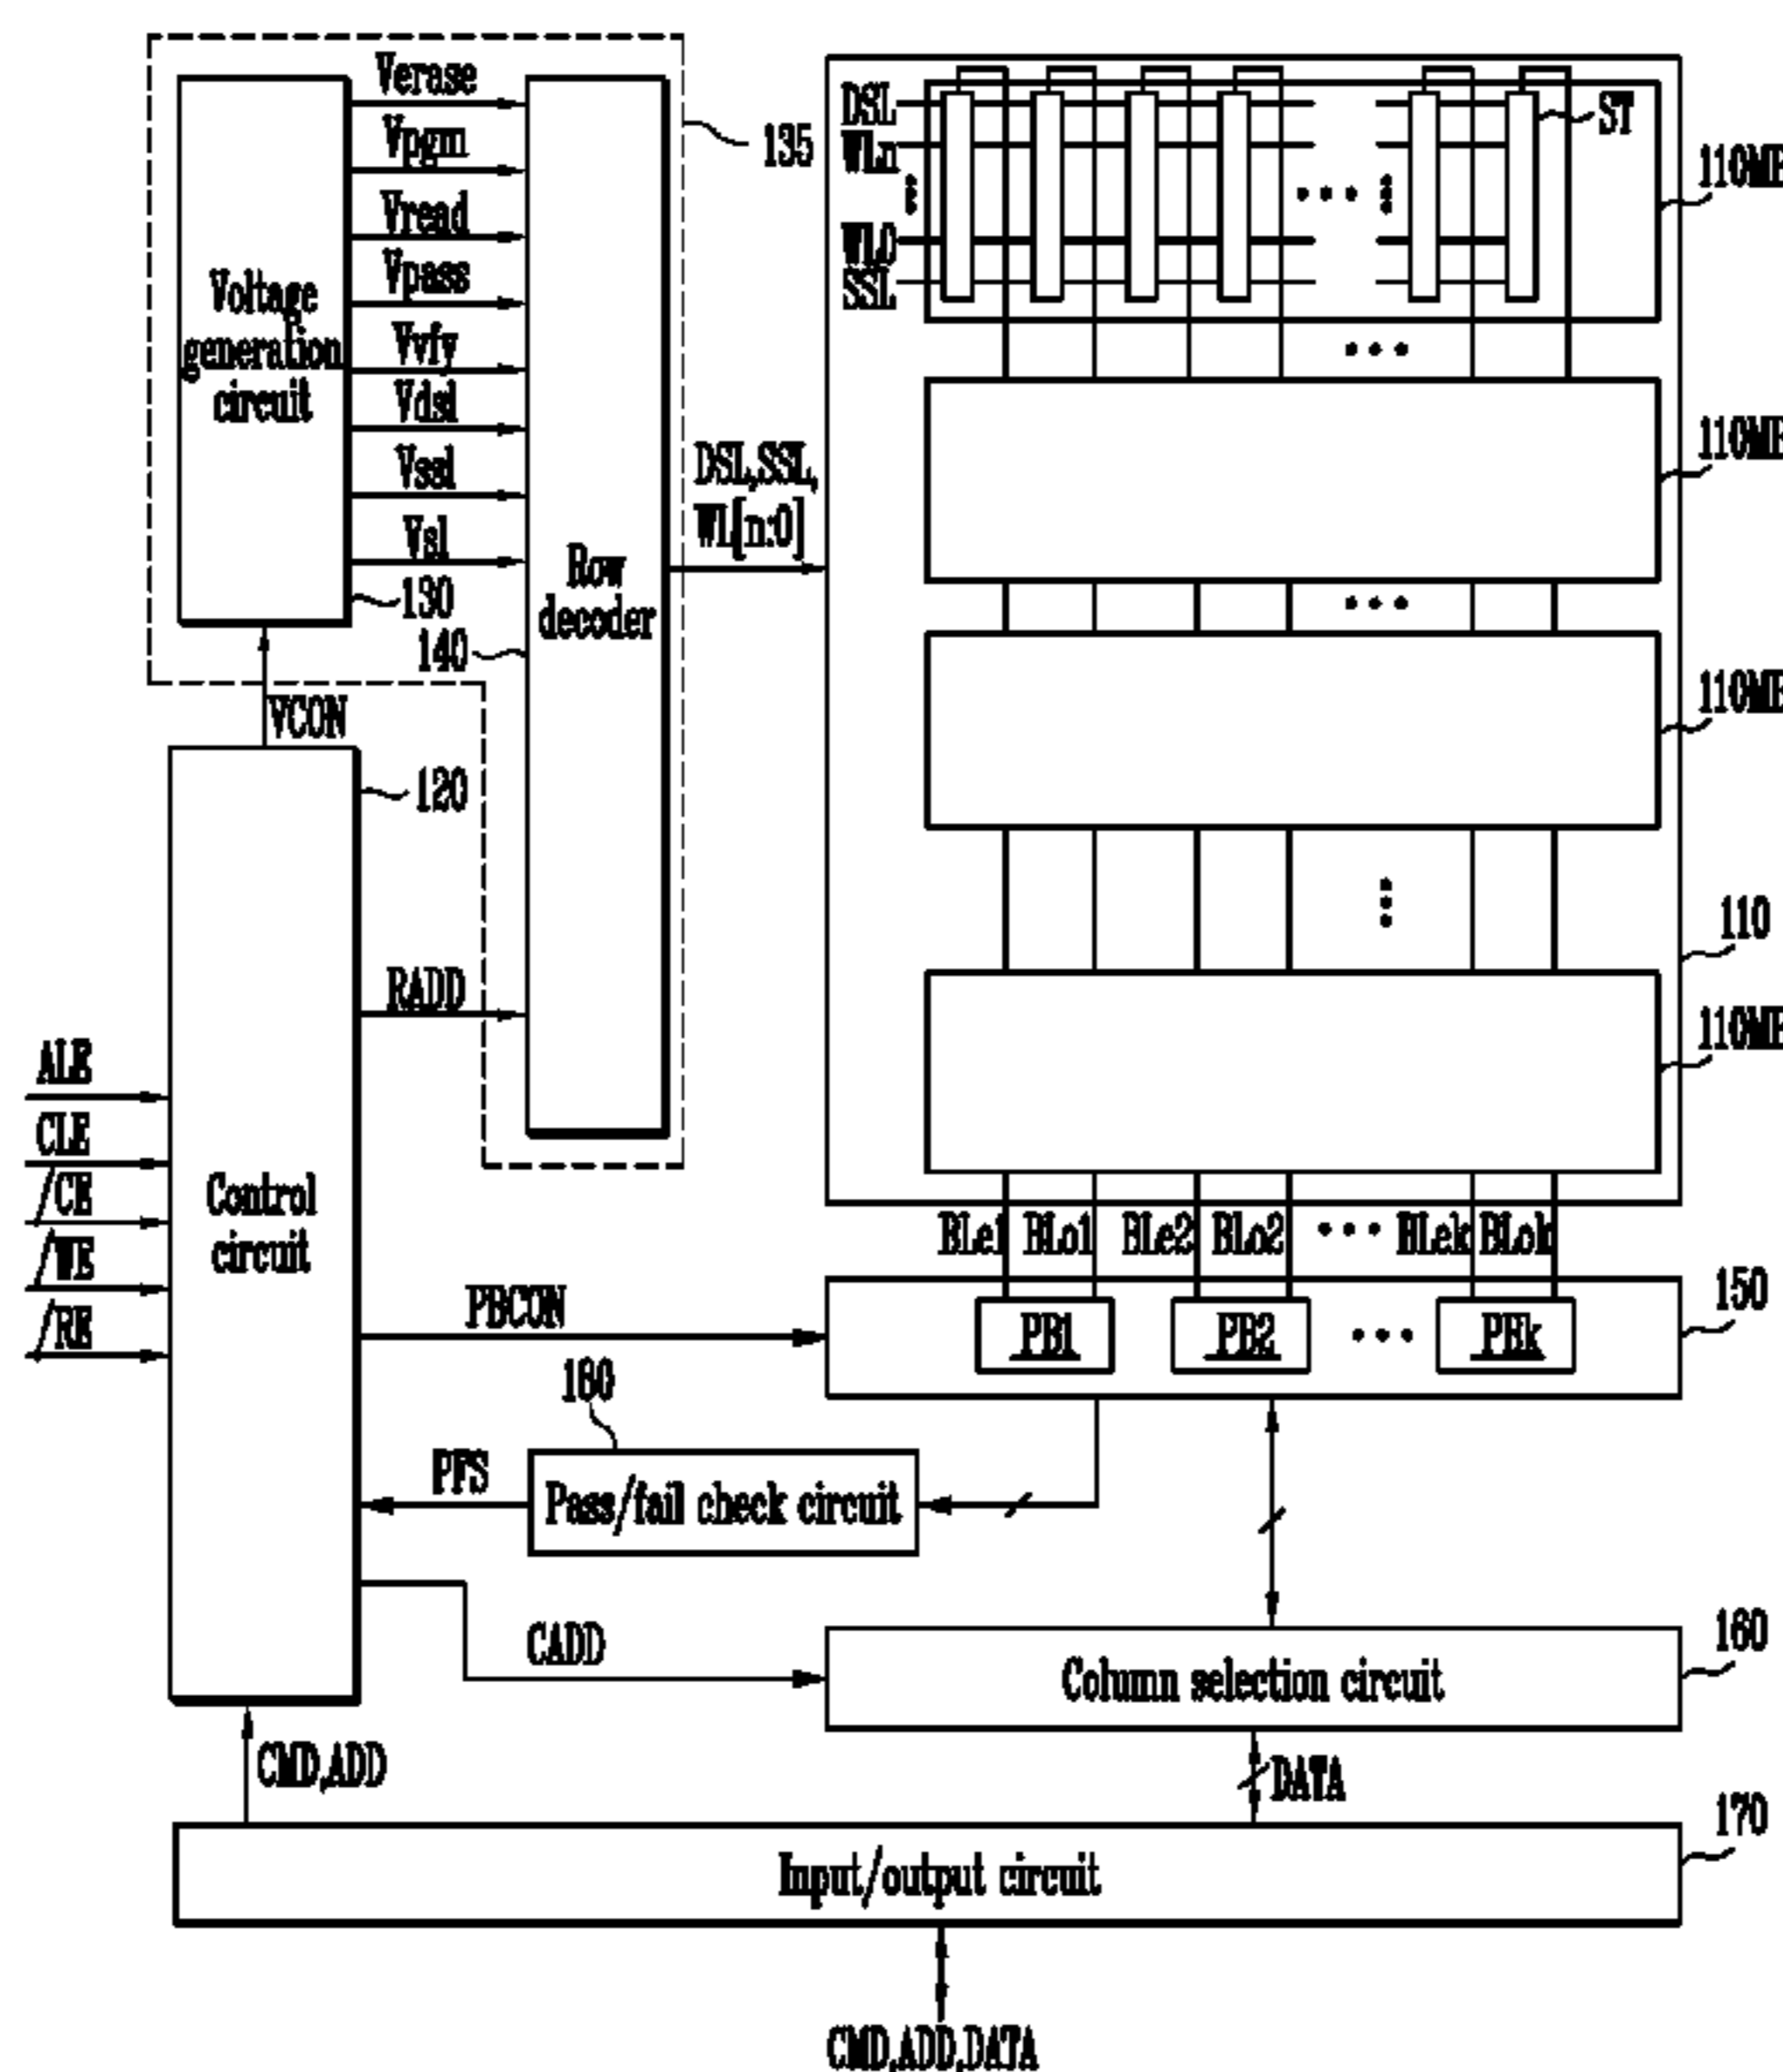 Verase
Vpgm
Vread
Vpass
Vvfy
Vdsl
Vssl
Vsl
Voltage
generation
circuit
130
Row
decoder
140
135
DSL,SSL,
WL[n:0]
DSL
WLn
WL0
SSL
ST
110MB
110MB
110MB
110
110MB
VCON
120
RADD
ALE
CLE
/CE
/WE
/RE
Control
circuit
BLe1 BLo1 BLe2 BLo2 ··· BLek BLok
PBCON
PB1 PB2 ··· PBk
150
180
PFS
Pass/fail check circuit
CADD
Column selection circuit
160
CMD,ADD
DATA
170
Input/output circuit
CMD,ADD,DATA